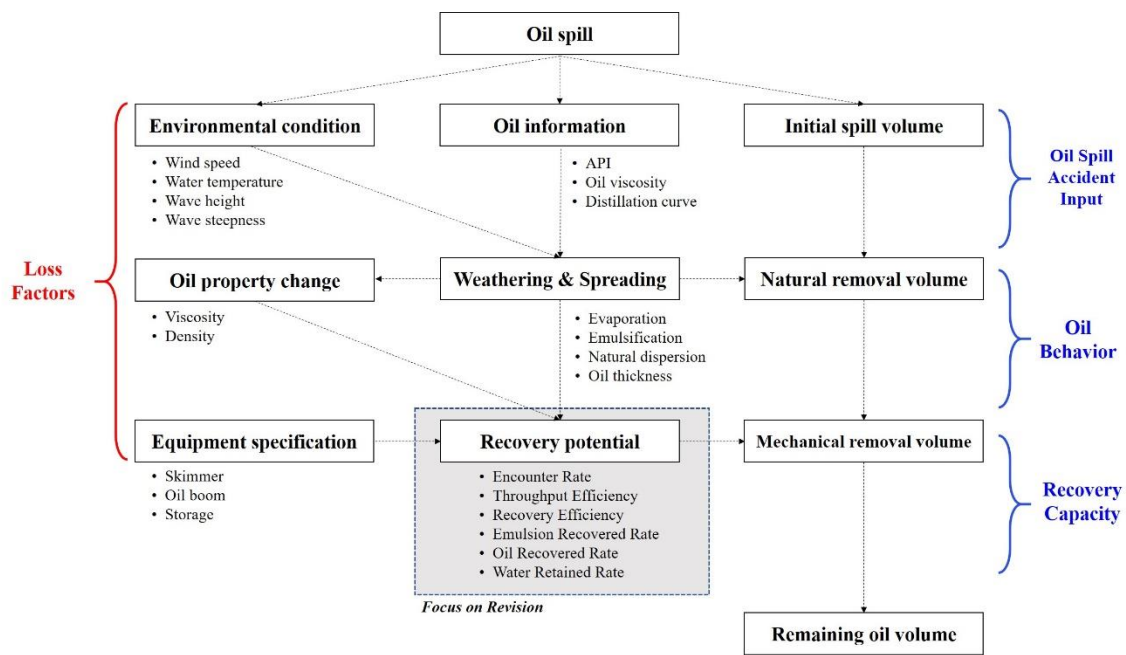 Oil spill
Environmental condition
Oil information
Initial spill volume
• Wind speed
• Water temperature
• Wave height
• Wave steepness
• API
• Oil viscosity
• Distillation curve
Oil Spill
Accident
Input
Loss
Factors
Oil property change
Weathering & Spreading
Natural removal volume
• Viscosity
• Density
• Evaporation
• Emulsification
• Natural dispersion
• Oil thickness
Oil
Behavior
Equipment specification
Recovery potential
Mechanical removal volume
• Skimmer
• Oil boom
• Storage
• Encounter Rate
• Throughput Efficiency
• Recovery Efficiency
• Emulsion Recovered Rate
• Oil Recovered Rate
• Water Retained Rate
Recovery
Capacity
Focus on Revision
Remaining oil volume